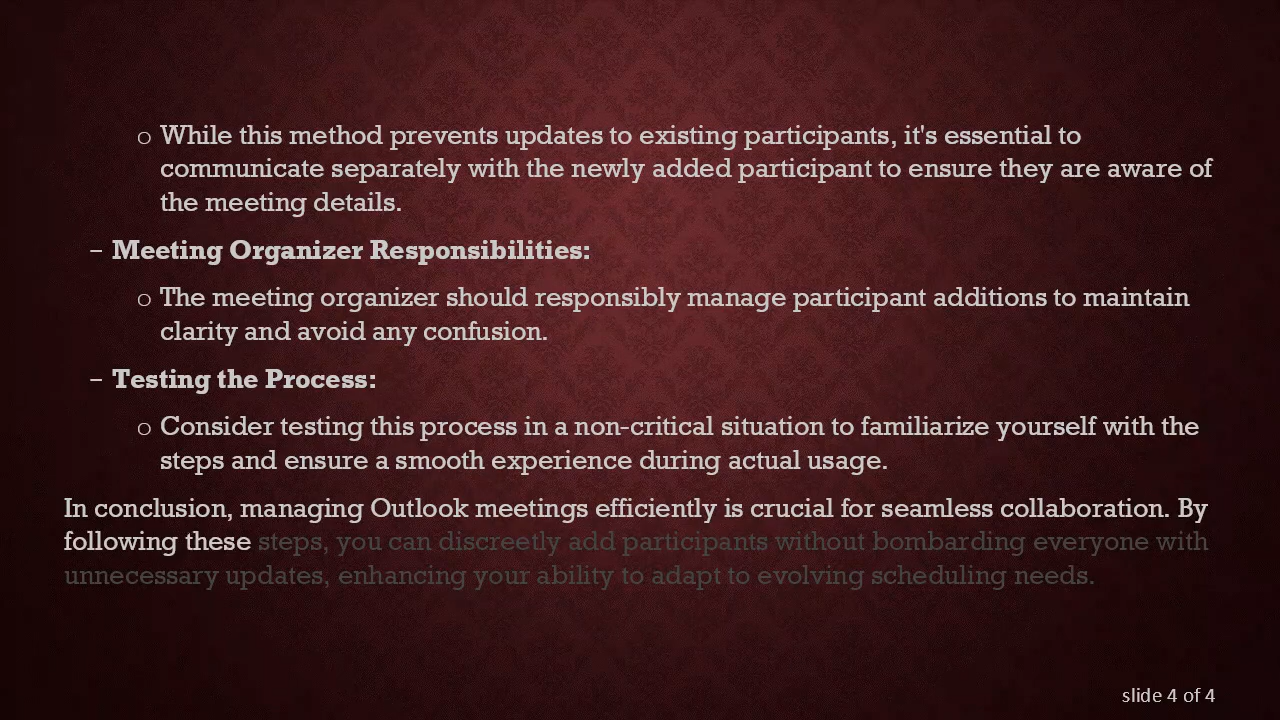 o While this method prevents updates to existing participants, it's essential to
communicate separately with the newly added participant to ensure they are aware of
the meeting details.
– Meeting Organizer Responsibilities:
o The meeting organizer should responsibly manage participant additions to maintain
clarity and avoid any confusion.
– Testing the Process:
o Consider testing this process in a non-critical situation to familiarize yourself with the
steps and ensure a smooth experience during actual usage.
In conclusion, managing Outlook meetings efficiently is crucial for seamless collaboration. By
following these steps, you can discreetly add participants without bombarding everyone with
unnecessary updates, enhancing your ability to adapt to evolving scheduling needs.
slide 4 of 4